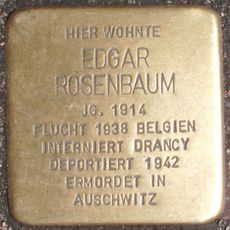 HIER WOHNTE
EDGAR
ROSENBAUM
JG. 1914
FLUCHT 1938 BELGIEN
INTERNIERT DRANCY
DEPORTIERT 1942
ERMORDET IN
AUSCHWITZ